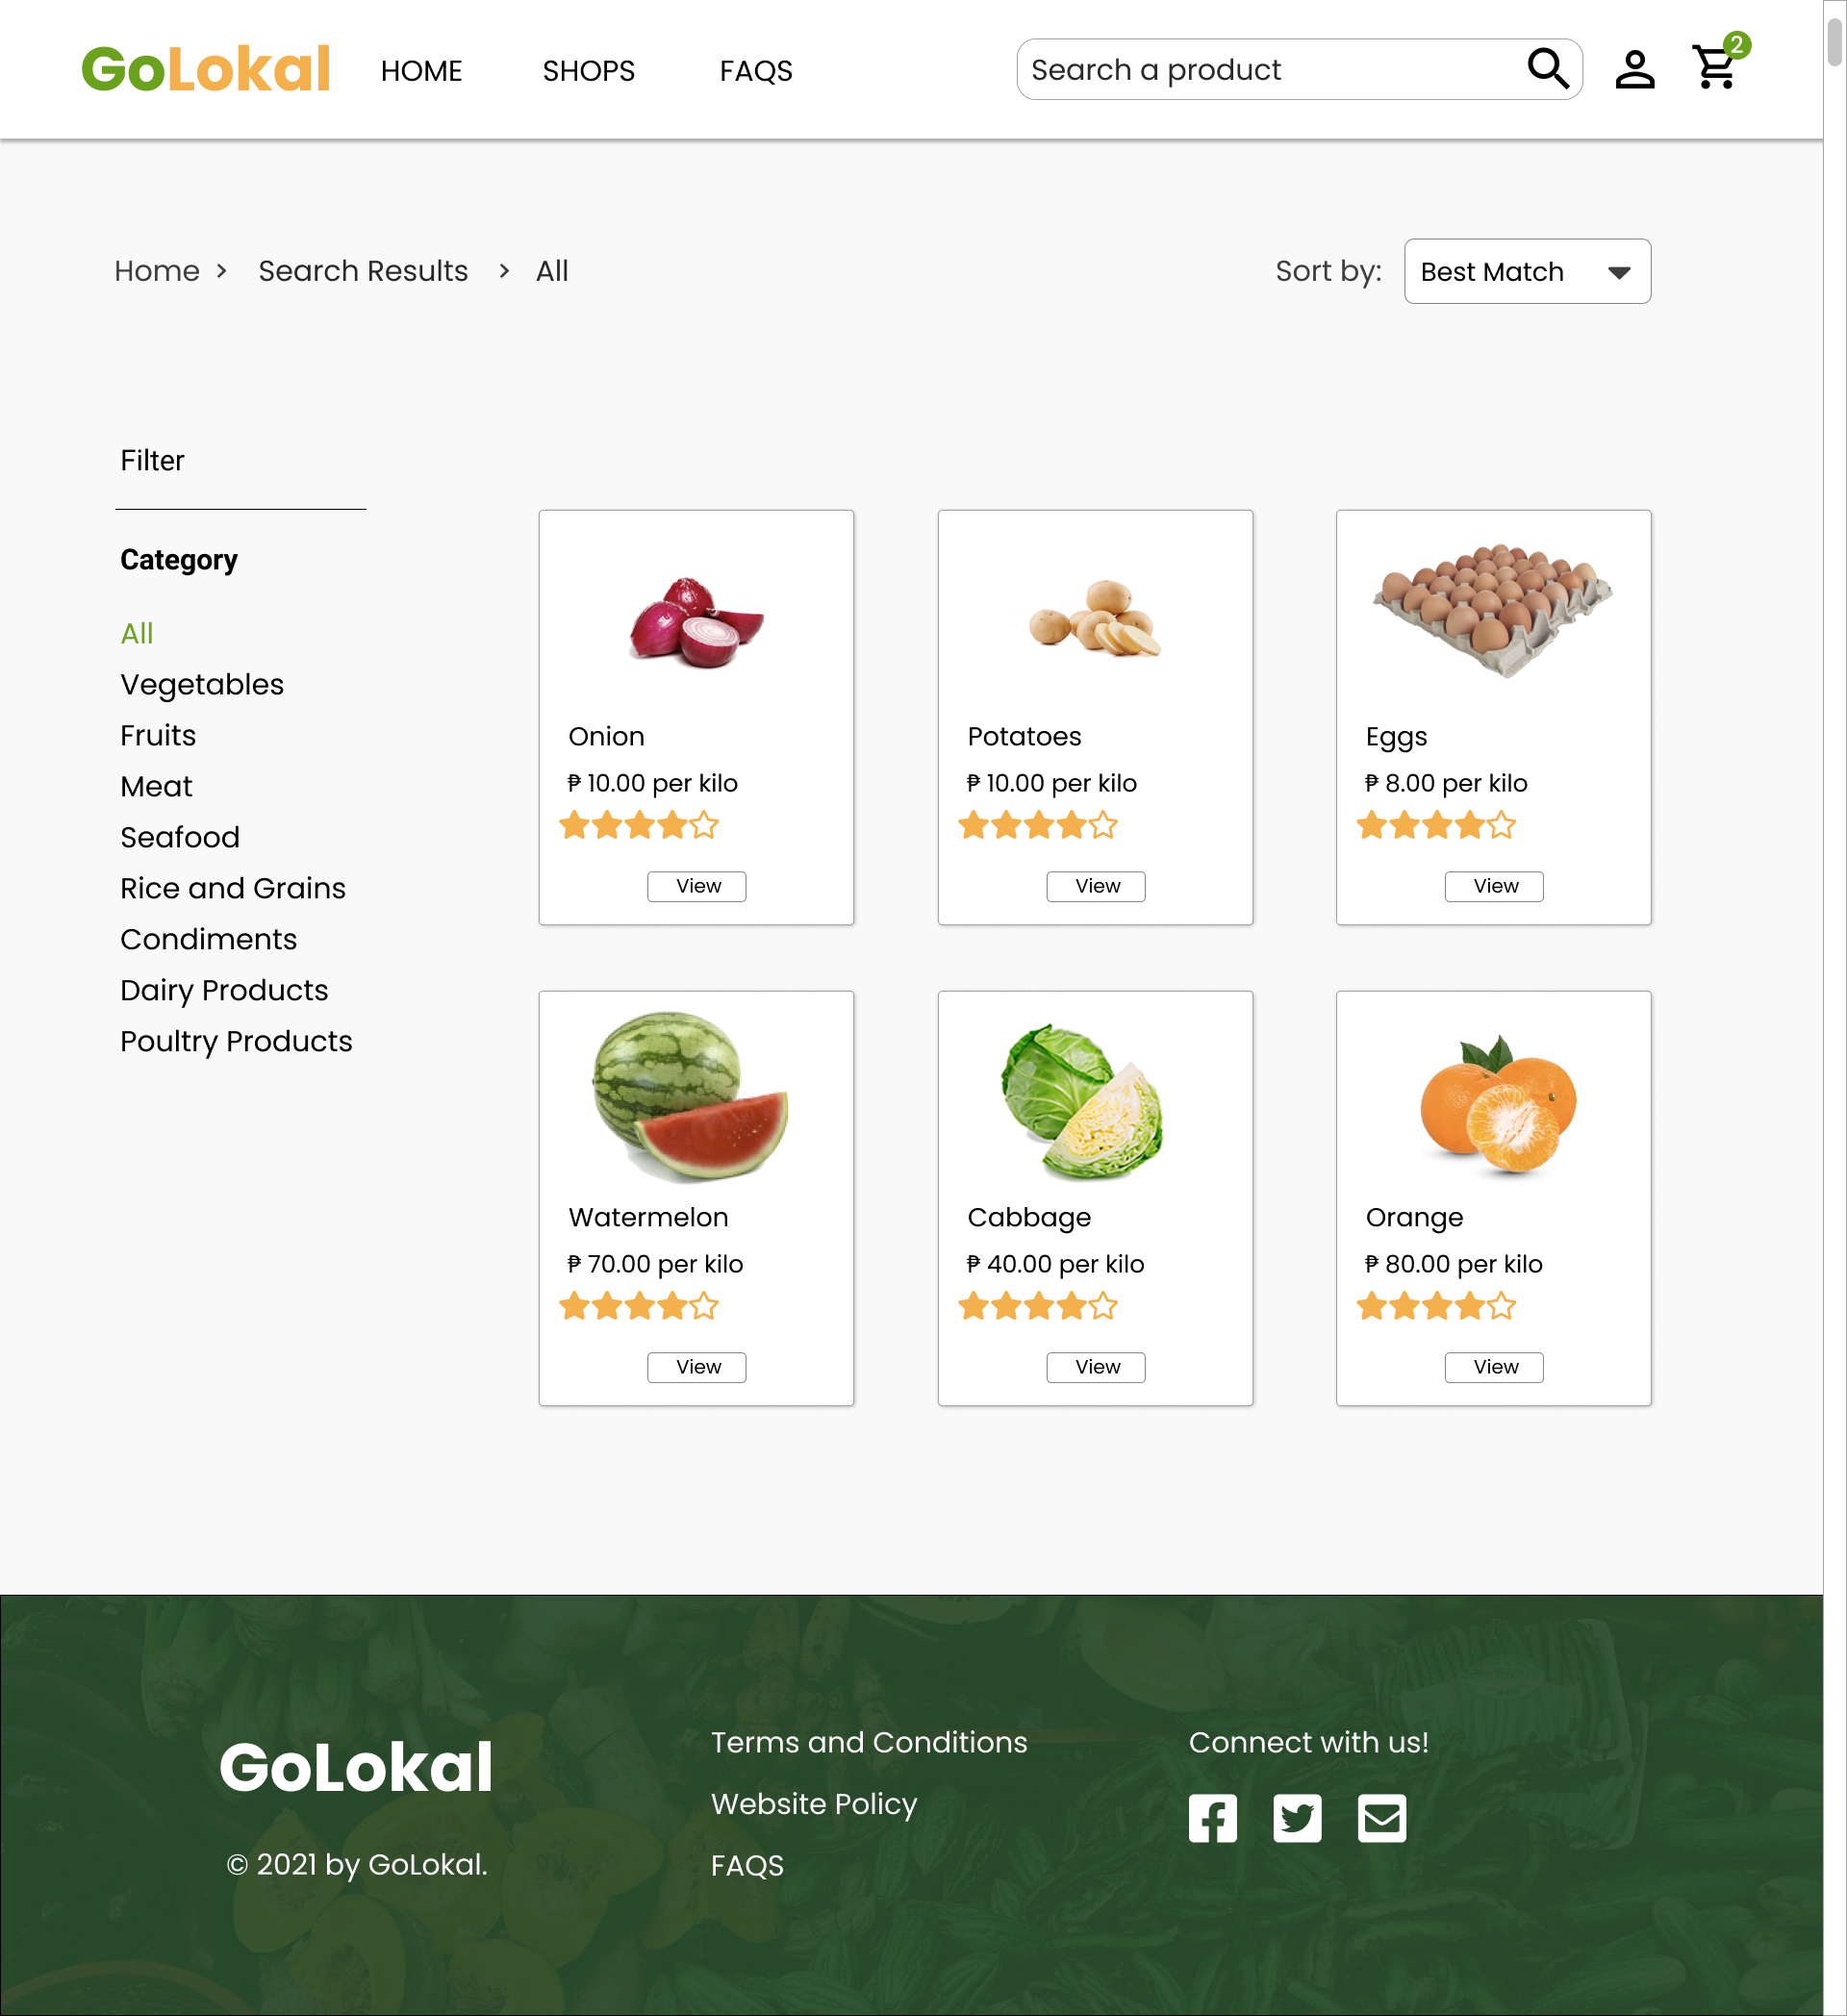 GoLokal
HOME
SHOPS
FAQS
Search a product
2
Home > Search Results > All
Sort by:
Best Match
Filter
Category
All
Vegetables
Fruits
Meat
Seafood
Rice and Grains
Condiments
Dairy Products
Poultry Products
Onion
₱ 10.00 per kilo
View
Potatoes
₱ 10.00 per kilo
View
Eggs
₱ 8.00 per kilo
View
Watermelon
₱ 70.00 per kilo
View
Cabbage
₱ 40.00 per kilo
View
Orange
₱ 80.00 per kilo
View
GoLokal
© 2021 by GoLokal.
Terms and Conditions
Website Policy
FAQS
Connect with us!